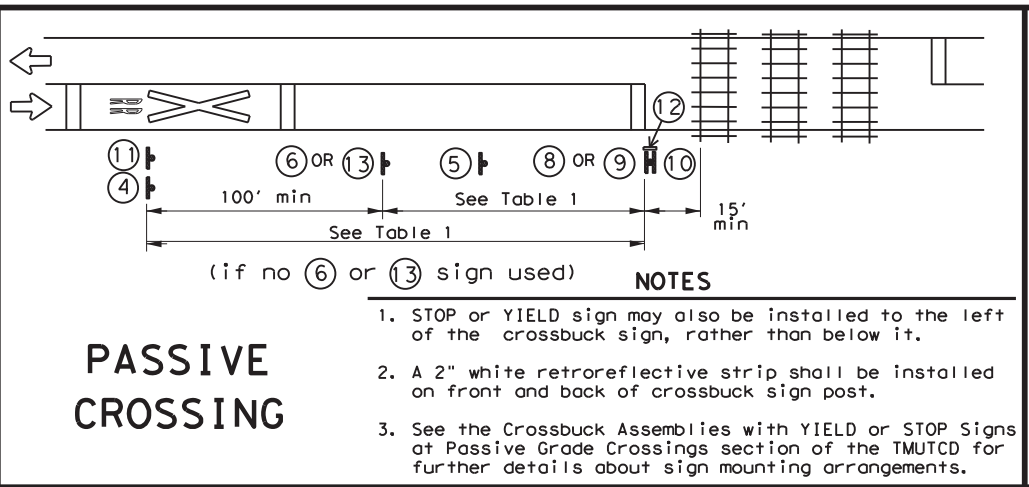 RR
12
11
6 OR 13
5
8 OR 9
10
4
100' min
See Table 1
15'
min
See Table 1
(if no 6 or 13 sign used)
NOTES
1. STOP or YIELD sign may also be installed to the left
of the crossbuck sign, rather than below it.
PASSIVE
CROSSING
2. A 2" white retroreflective strip shall be installed
on front and back of crossbuck sign post.
3. See the Crossbuck Assemblies with YIELD or STOP Signs
at Passive Grade Crossings section of the TMUTCD for
further details about sign mounting arrangements.